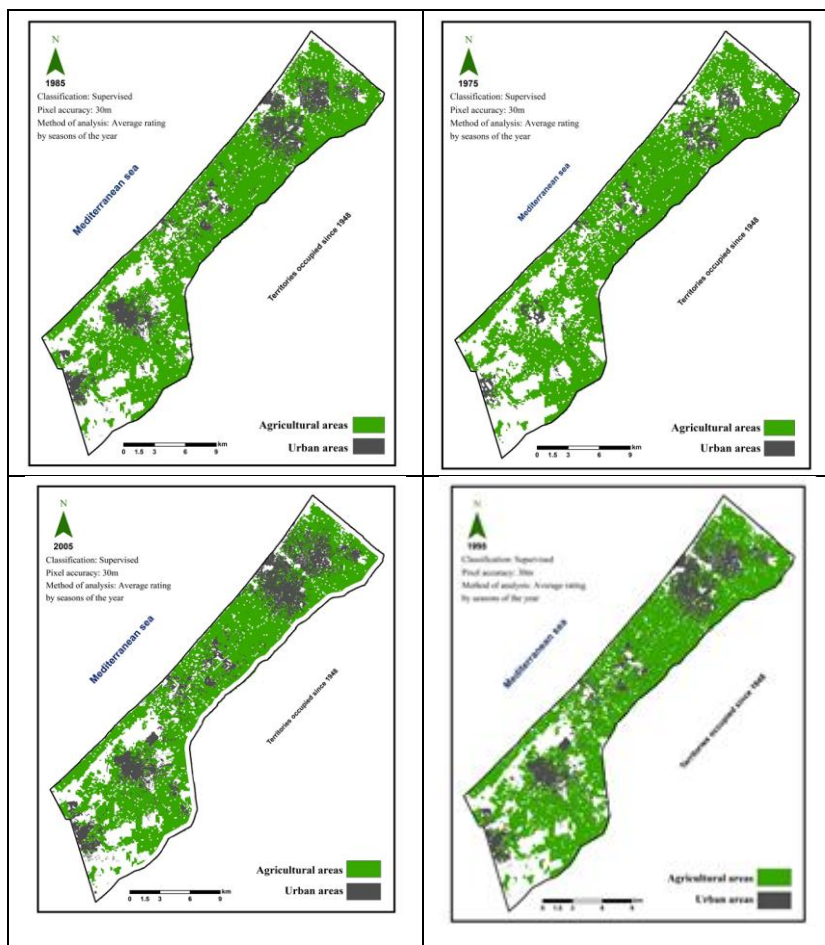 N
1985
Classification: Supervised
Pixel accuracy: 30m
Method of analysis: Average rating
by seasons of the year
Mediterranean sea
Territories occupied since 1948
Agricultural areas
Urban areas
km
0 1.5 3 6 9
N
1975
Classification: Supervised
Pixel accuracy: 30m
Method of analysis: Average rating
by seasons of the year
Mediterranean sea
Territories occupied since 1948
Agricultural areas
Urban areas
km
0 1.5 3 6 9
N
2005
Classification: Supervised
Pixel accuracy: 30m
Method of analysis: Average rating
by seasons of the year
Mediterranean sea
Territories occupied since 1948
Agricultural areas
Urban areas
km
0 1.5 3 6 9
N
1995
Classification: Supervised
Pixel accuracy: 30m
Method of analysis: Average rating
by seasons of the year
Mediterranean sea
Territories occupied since 1948
Agricultural areas
Urban areas
0 1.5 3 6 9